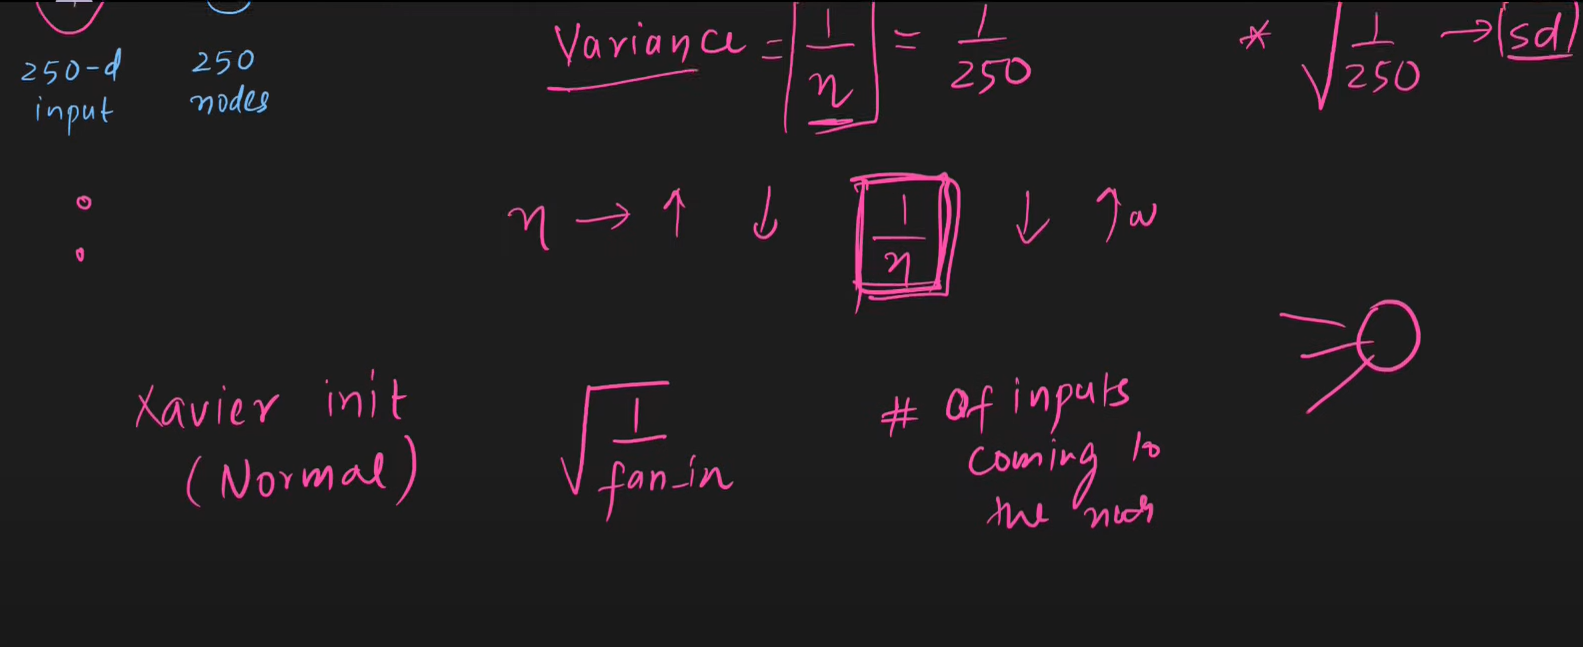 250-d input
250 nodes
Variance = 1/n = 1/250
* √(1/250) → sd
n → ↑ ↓ 1/n ↓ ↑ w
Xavier init
(Normal)
√(1/fan_in)
# Of inputs
coming to
the